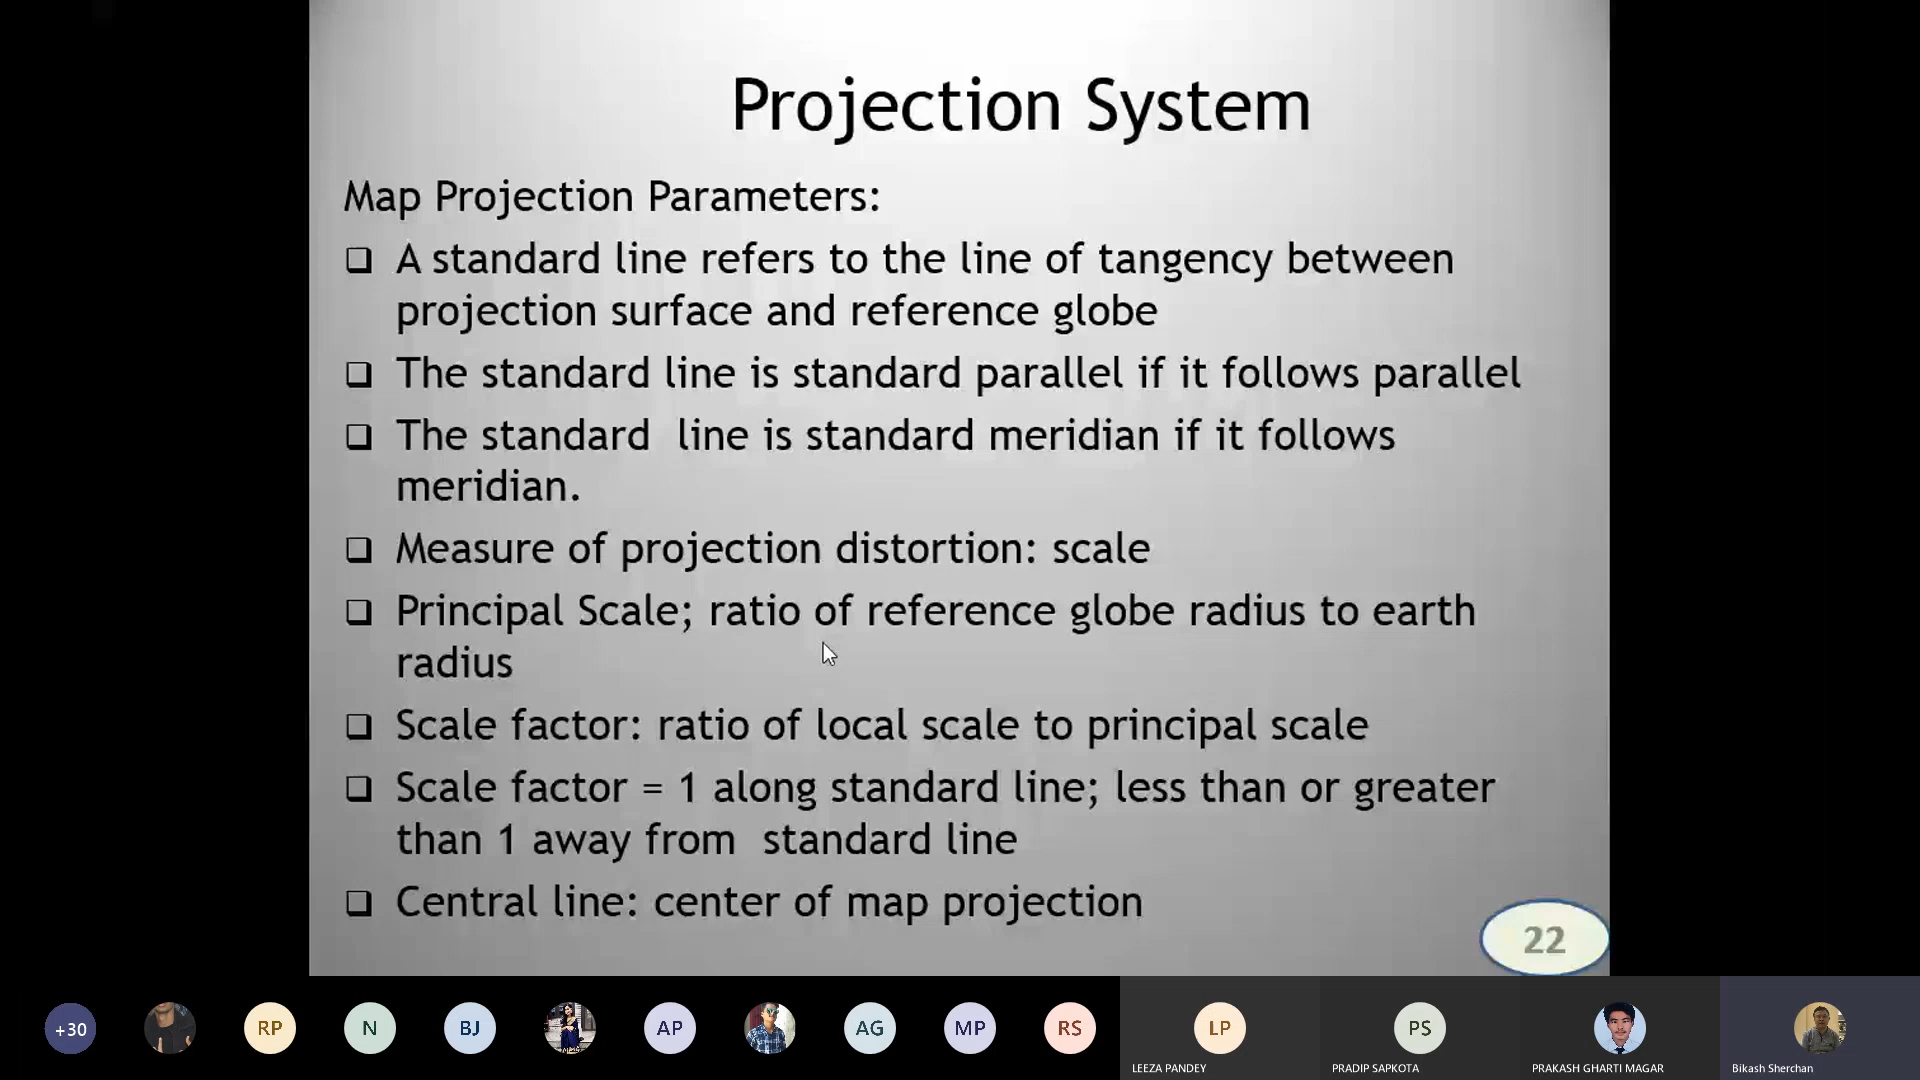 Projection System
Map Projection Parameters:
❑ A standard line refers to the line of tangency between
projection surface and reference globe
❑ The standard line is standard parallel if it follows parallel
❑ The standard line is standard meridian if it follows
meridian.
❑ Measure of projection distortion: scale
❑ Principal Scale; ratio of reference globe radius to earth
radius
❑ Scale factor: ratio of local scale to principal scale
❑ Scale factor = 1 along standard line; less than or greater
than 1 away from standard line
❑ Central line: center of map projection
22
+30
RP
N
BJ
AP
AG
MP
RS
LP
PS
LEEZA PANDEY
PRADIP SAPKOTA
PRAKASH GHARTI MAGAR
Bikash Sherchan